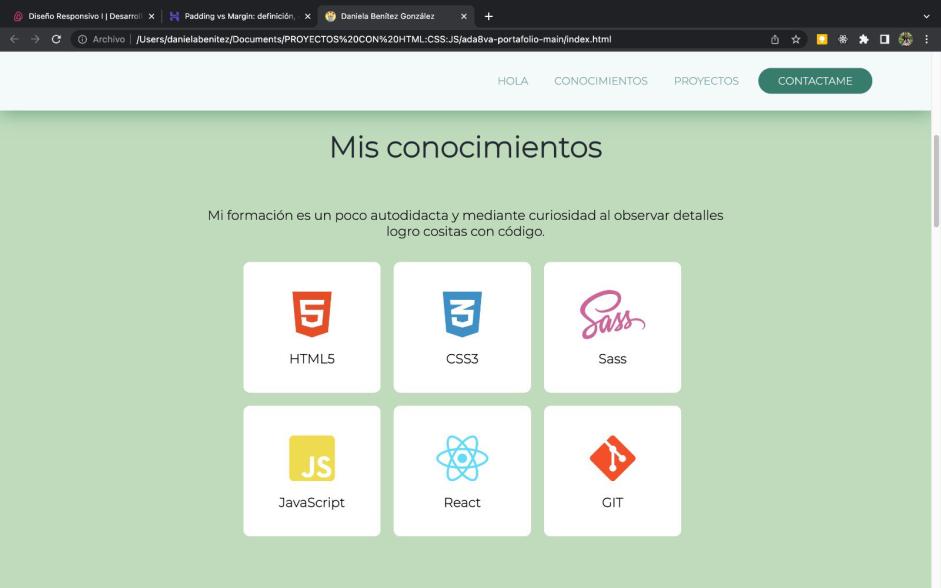 Diseño Responsivo I | Desarroll
Padding vs Margin: definición,
Daniela Benítez González
Archivo | /Users/danielabenitez/Documents/PROYECTOS%20CON%20HTML:CSS:JS/ada8va-portafolio-main/index.html
HOLA CONOCIMIENTOS PROYECTOS CONTACTAME
Mis conocimientos
Mi formación es un poco autodidacta y mediante curiosidad al observar detalles
logro cositas con código.
5 3 Sass
HTML5 CSS3 Sass
JS
JavaScript React GIT